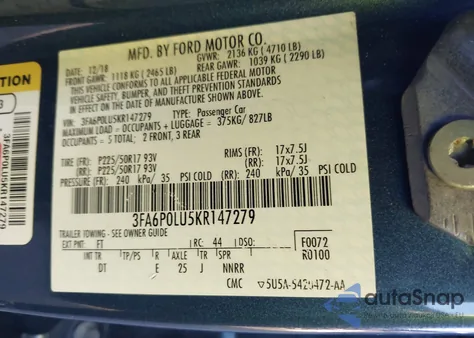 MFD. BY FORD MOTOR CO.
DATE: 12/18
GVWR: 2136 KG (4710 LB)
FRONT GAWR: 1118 KG (2465 LB)
REAR GAWR: 1039 KG (2290 LB)
THIS VEHICLE CONFORMS TO ALL APPLICABLE FEDERAL MOTOR
VEHICLE SAFETY, BUMPER, AND THEFT PREVENTION STANDARDS
IN EFFECT ON THE DATE OF MANUFACTURE SHOWN ABOVE.
VIN: 3FA6P0LU5KR147279
TYPE: Passenger Car
MAXIMUM LOAD = OCCUPANTS + LUGGAGE = 375KG/ 827LB
OCCUPANTS = 5 TOTAL: 2 FRONT, 3 REAR
TIRE (FR): P225/50R17 93V
RIMS (FR): 17x7.5J
TIRE (RR): P225/50R17 93V
RIMS (RR): 17x7.5J
PRESSURE (FR): 240 kPa/ 35 PSI COLD
(RR): 240 kPa/ 35 PSI COLD
3FA6P0LU5KR147279
TRAILER TOWING - SEE OWNER GUIDE
EXT PNT: FT
RC: 44
DSO:
F0072
R0100
INT TR
TP/PS
R
AXLE
TR
SPR
DT
E
25
J
NNRR
CMC
5U5A-5420472-AA
3FA6P0LU5KR147279
TION
autoSnap